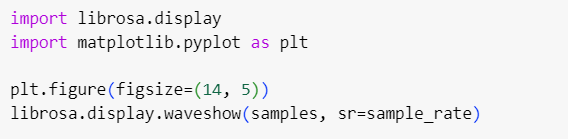 import librosa.display
import matplotlib.pyplot as plt
plt.figure(figsize=(14, 5))
librosa.display.waveshow(samples, sr=sample_rate)